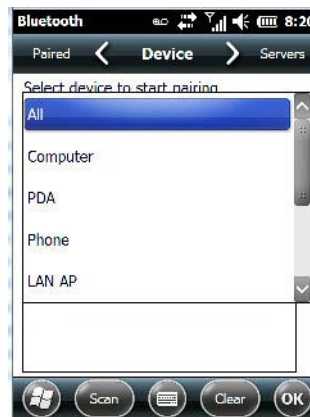 Bluetooth 8:20
Paired Device Servers
Select device to start pairing
All
Computer
PDA
Phone
LAN AP
Scan Clear OK